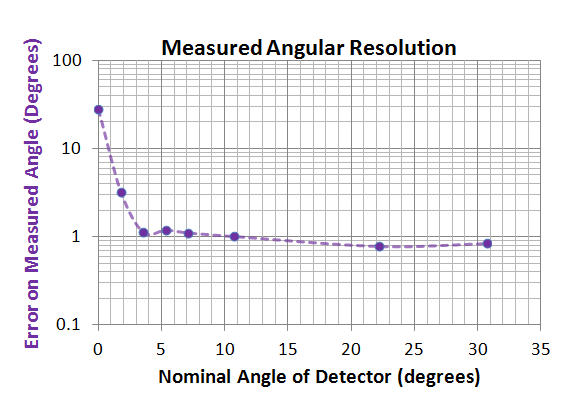 Measured Angular Resolution
Error on Measured Angle (Degrees)
100
10
1
0.1
0 5 10 15 20 25 30 35
Nominal Angle of Detector (degrees)